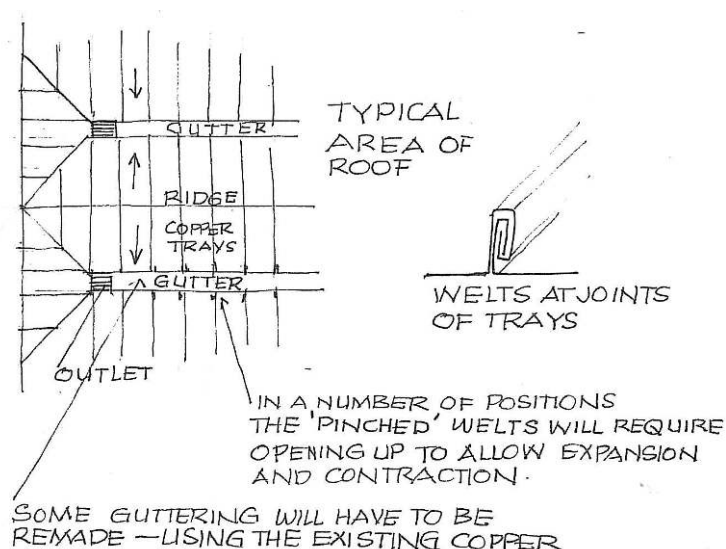 GUTTER
TYPICAL
AREA OF
ROOF
RIDGE
COPPER
TRAYS
GUTTER
WELTS AT JOINTS
OF TRAYS
OUTLET
IN A NUMBER OF POSITIONS
THE 'PINCHED' WELTS WILL REQUIRE
OPENING UP TO ALLOW EXPANSION
AND CONTRACTION.
SOME GUTTERING WILL HAVE TO BE
REMADE — USING THE EXISTING COPPER